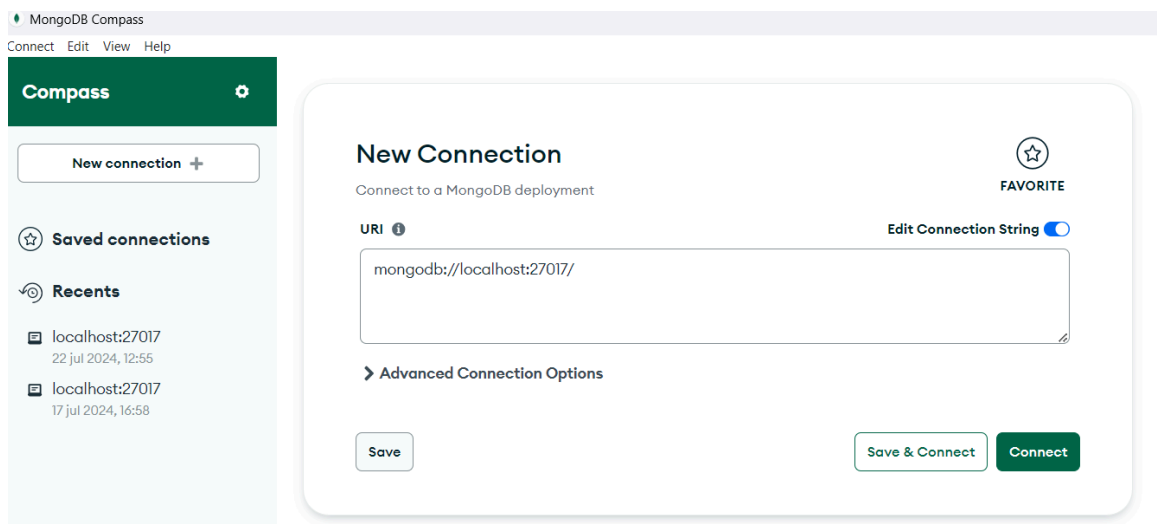 MongoDB Compass
Connect Edit View Help
Compass
New connection
Saved connections
Recents
localhost:27017
22 jul 2024, 12:55
localhost:27017
17 jul 2024, 16:58
New Connection
FAVORITE
Connect to a MongoDB deployment
URI
Edit Connection String
mongodb://localhost:27017/
Advanced Connection Options
Save
Save & Connect
Connect